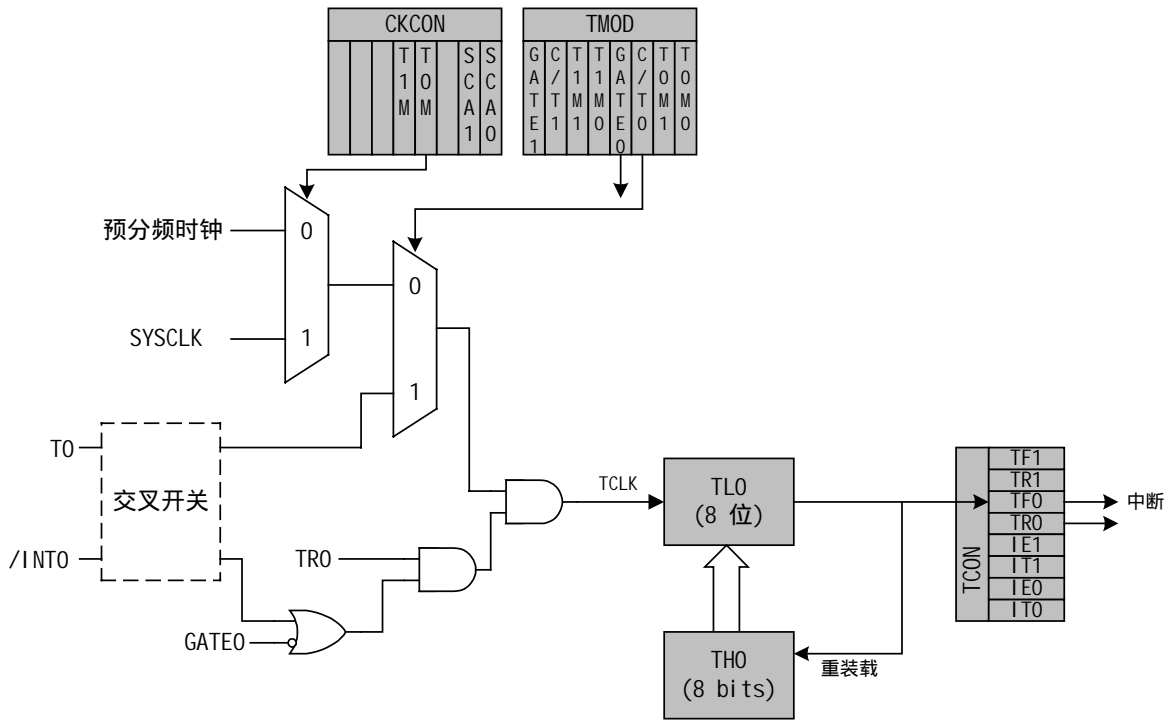 CKCON
TMOD
T1M
T0M
SCA1
SCA0
GATE1
C/T1
T1M1
T1M0
GATE0
C/T0
T0M1
T0M0
预分频时钟
0
SYSCLK
1
0
1
T0
交叉开关
/INT0
TR0
GATE0
TCLK
TL0
(8 位)
TH0
(8 bits)
重装载
TCON
TF1
TR1
TF0
TR0
IE1
IT1
IE0
IT0
中断